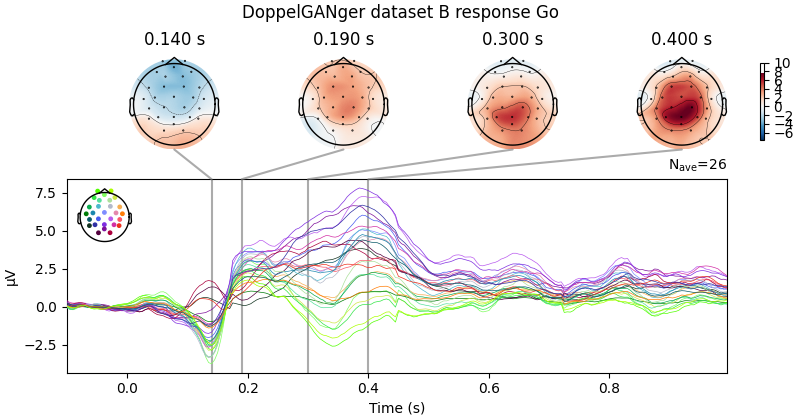 DoppelGANger dataset B response Go
0.140 s
0.190 s
0.300 s
0.400 s
10
8
6
4
2
0
−2
−4
−6
Nave=26
7.5
5.0
2.5
0.0
−2.5
µV
0.0
0.2
0.4
0.6
0.8
Time (s)